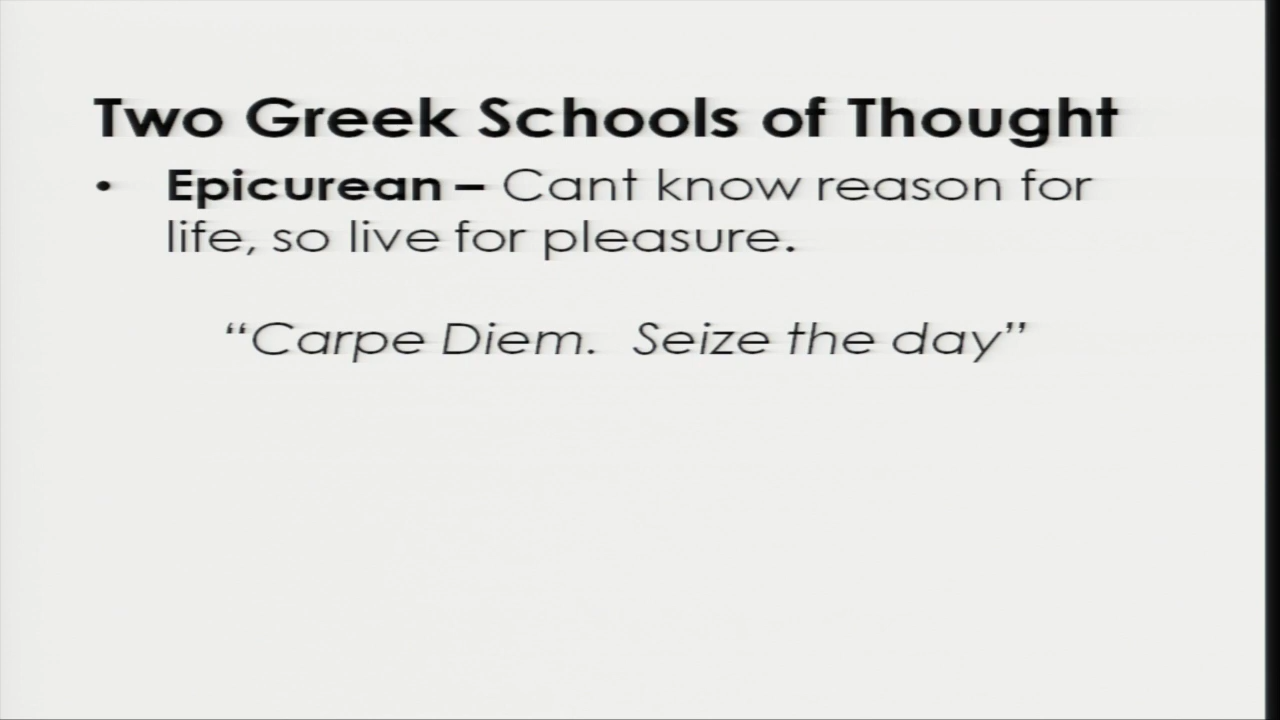 Two Greek Schools of Thought
• Epicurean – Cant know reason for
life, so live for pleasure.
“Carpe Diem.  Seize the day”